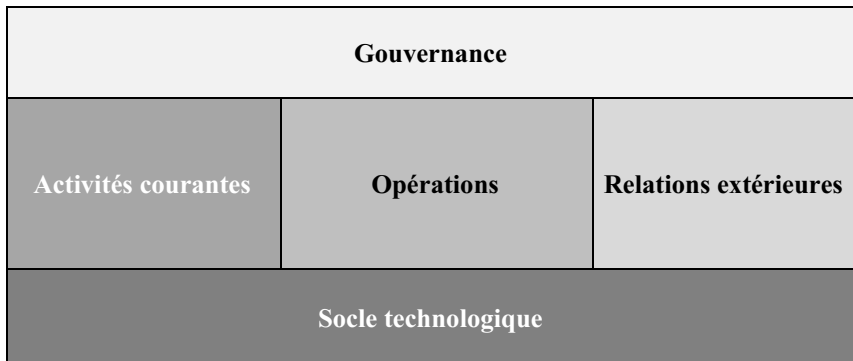 Gouvernance
Activités courantes
Opérations
Relations extérieures
Socle technologique